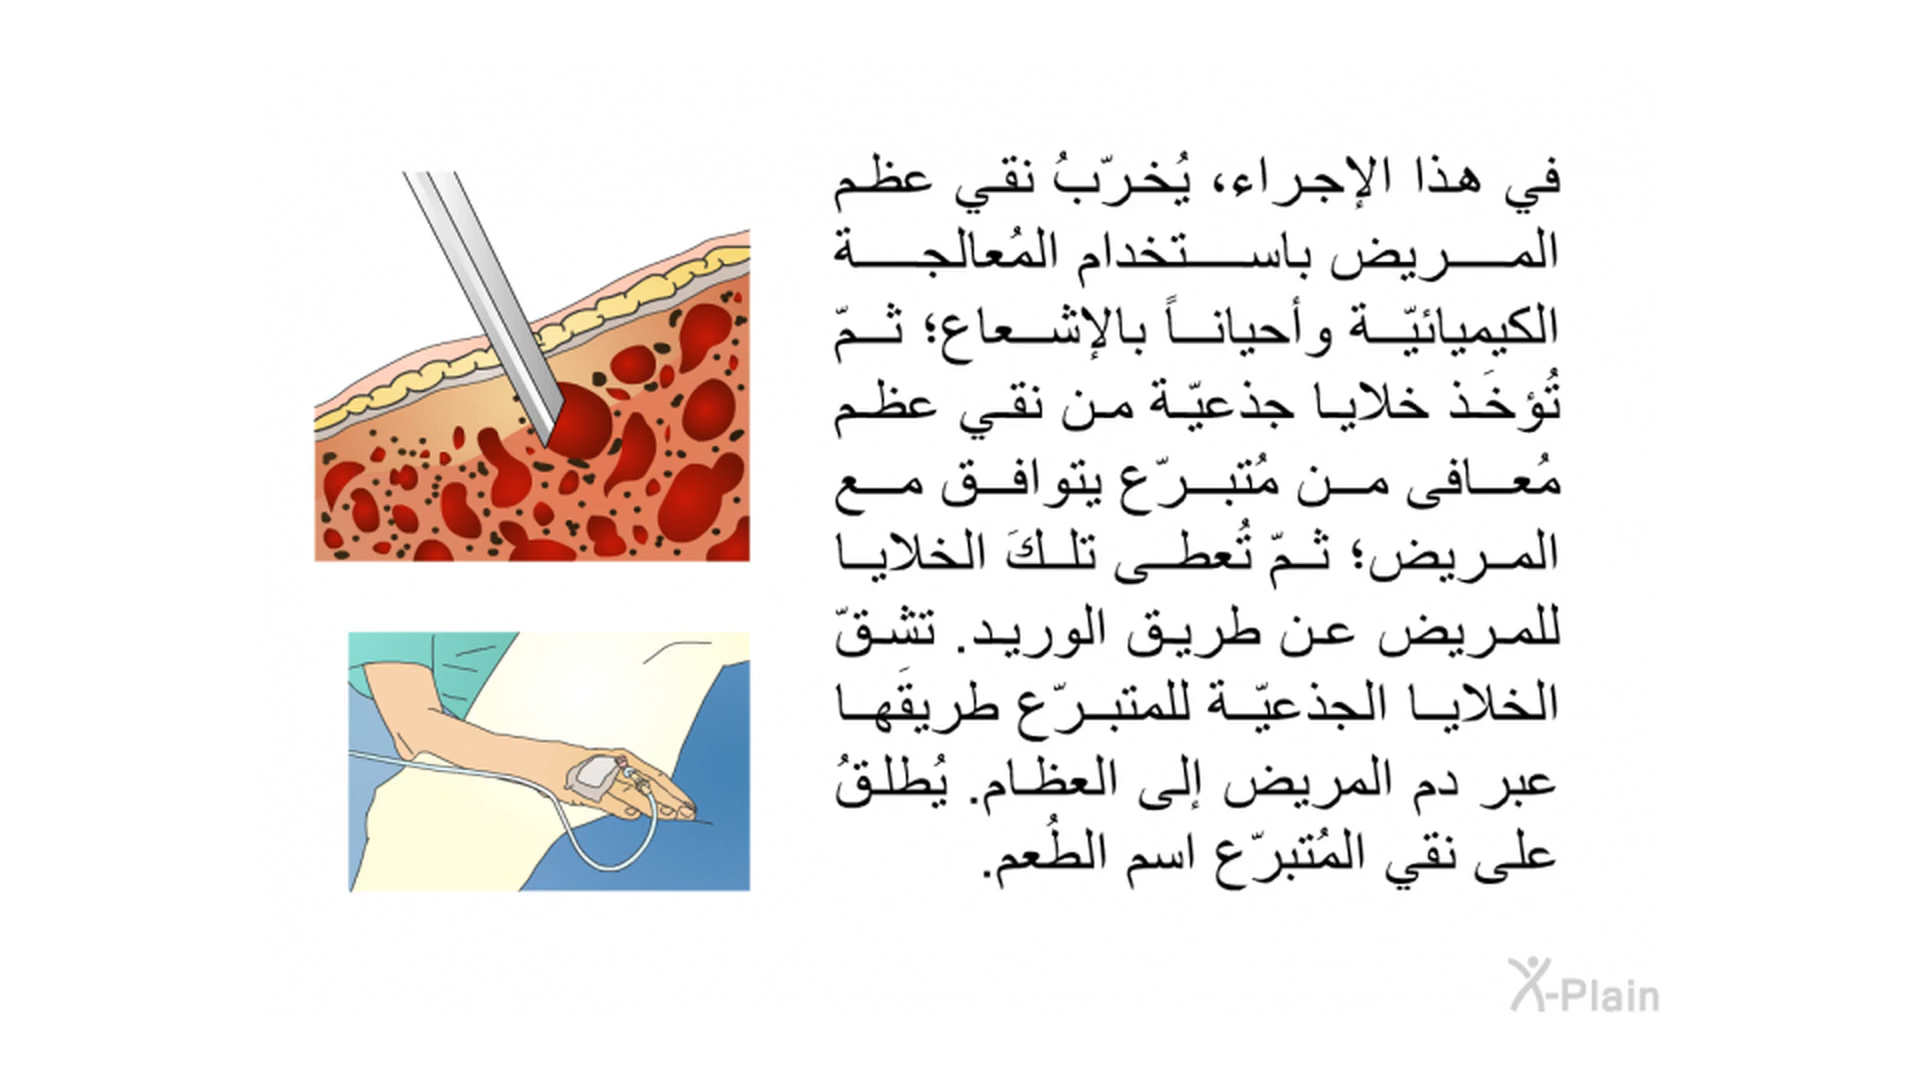 في هذا الإجراء، يُخرّبُ نقي عظم
المريض باستخدام المُعالجة
الكيميائيّة وأحياناً بالإشعاع؛ ثمّ
تُؤخَذ خلايا جذعيّة من نقي عظم
مُعافى من مُتبرّع يتوافق مع
المريض؛ ثمّ تُعطى تلكَ الخلايا
للمريض عن طريق الوريد. تشقّ
الخلايا الجذعيّة للمتبرّع طريقَها
عبر دم المريض إلى العظام. يُطلقُ
على نقي المُتبرّع اسم الطُعم.
X-Plain